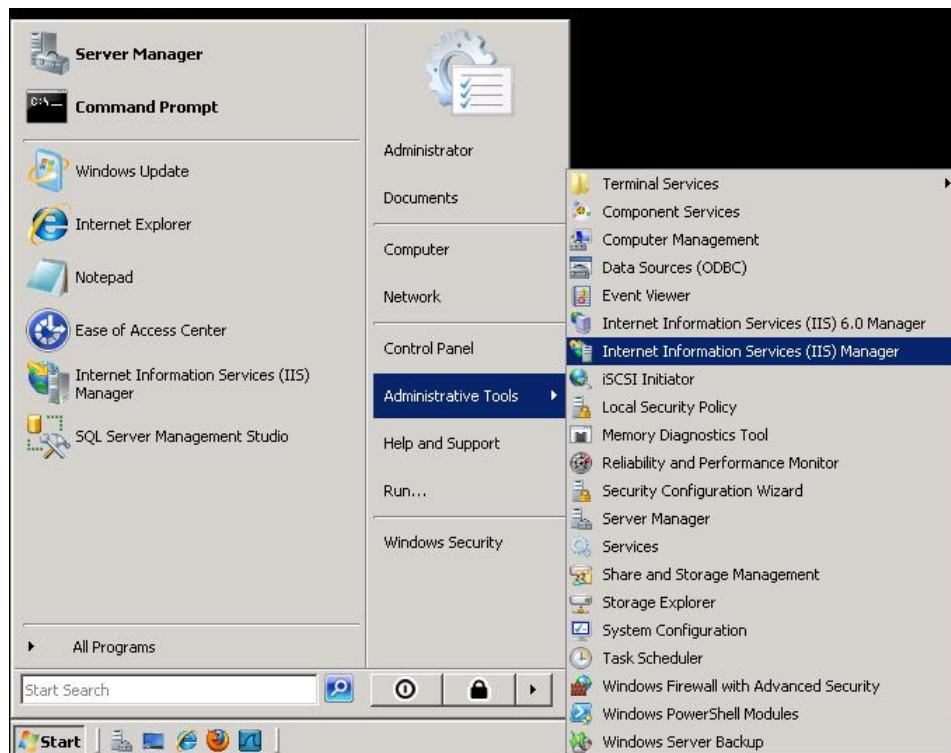 Server Manager
C:\
Command Prompt
Windows Update
Internet Explorer
Notepad
Ease of Access Center
Internet Information Services (IIS)
Manager
SQL Server Management Studio
All Programs
Start Search
Start
Administrator
Documents
Computer
Network
Control Panel
Administrative Tools
Help and Support
Run...
Windows Security
Terminal Services
Component Services
Computer Management
Data Sources (ODBC)
Event Viewer
Internet Information Services (IIS) 6.0 Manager
Internet Information Services (IIS) Manager
iSCSI Initiator
Local Security Policy
Memory Diagnostics Tool
Reliability and Performance Monitor
Security Configuration Wizard
Server Manager
Services
Share and Storage Management
Storage Explorer
System Configuration
Task Scheduler
Windows Firewall with Advanced Security
Windows PowerShell Modules
Windows Server Backup